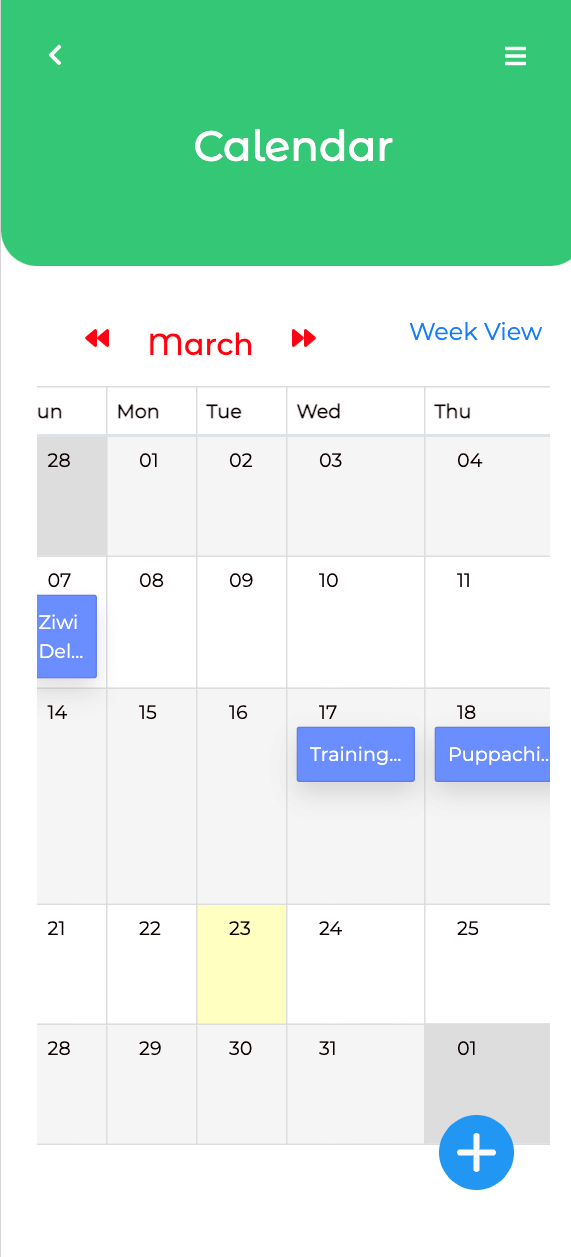 Calendar
March
Week View
un Mon Tue Wed Thu
28 01 02 03 04
07 08 09 10 11
Ziwi
Del...
14 15 16 17 18
Training... Puppachi..
21 22 23 24 25
28 29 30 31 01